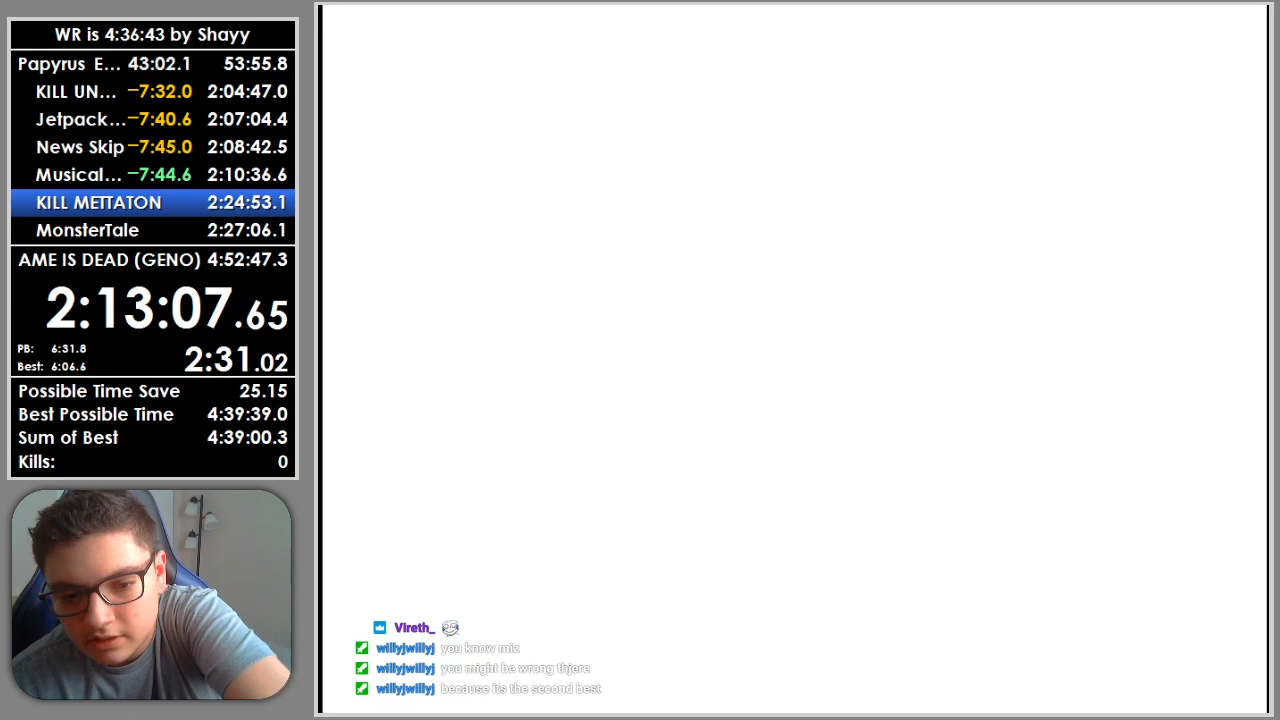 WR is 4:36:43 by Shayy
Papyrus E... 43:02.1 53:55.8
KILL UN... −7:32.0 2:04:47.0
Jetpack... −7:40.6 2:07:04.4
News Skip −7:45.0 2:08:42.5
Musical... −7:44.6 2:10:36.6
KILL METTATON 2:24:53.1
MonsterTale 2:27:06.1
AME IS DEAD (GENO) 4:52:47.3
2:13:07.65
PB: 6:31.8
Best: 6:06.6
2:31.02
Possible Time Save 25.15
Best Possible Time 4:39:39.0
Sum of Best 4:39:00.3
Kills: 0
Vireth_
willyjwillyj you know miz
willyjwillyj you might be wrong thjere
willyjwillyj because its the second best